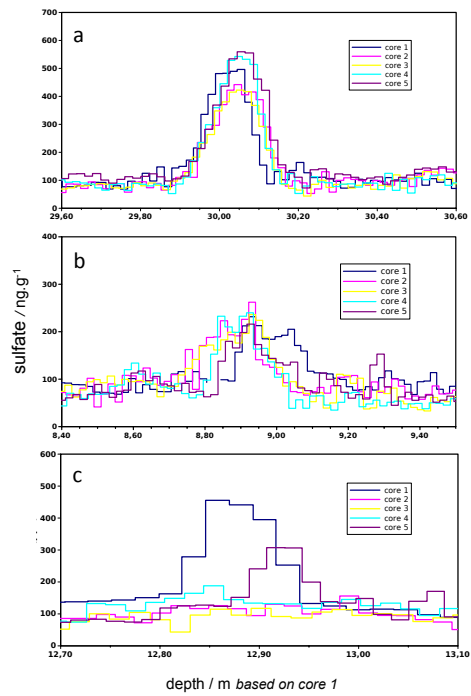 700
a
600
500
400
300
200
100
0
core 1
core 2
core 3
core 4
core 5
29,60 29,80 30,00 30,20 30,40 30,60
sulfate / ng.g-1
400
b
300
200
100
0
core 1
core 2
core 3
core 4
core 5
8,40 8,60 8,80 9,00 9,20 9,40
600
c
500
400
300
200
100
0
core 1
core 2
core 3
core 4
core 5
12,70 12,80 12,90 13,00 13,10
depth / m based on core 1